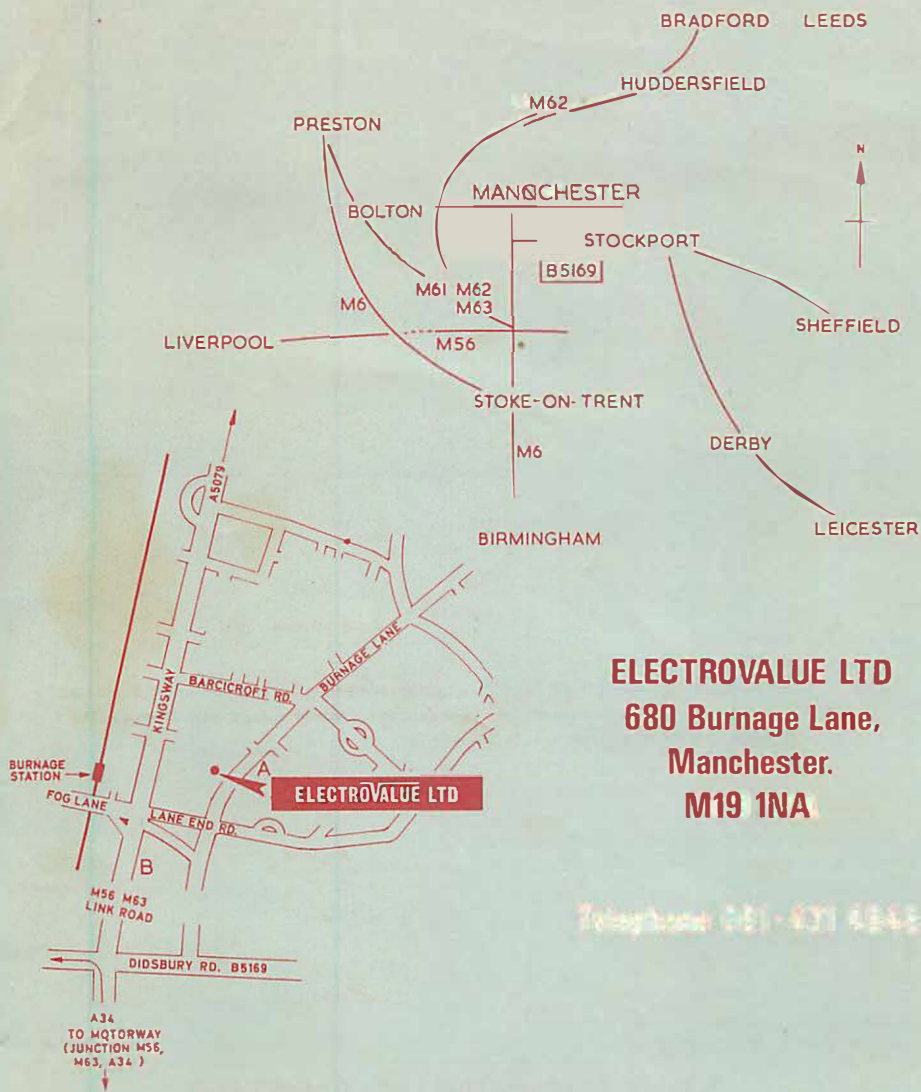 BRADFORD LEEDS
HUDDERSFIELD
M62
PRESTON
N
MANCHESTER
BOLTON
STOCKPORT
B5169
M61 M62
M63
M6
SHEFFIELD
LIVERPOOL
M56
STOKE-ON-TRENT
DERBY
M6
LEICESTER
BIRMINGHAM
A5079
BURNAGE LANE
BARCICROFT RD.
KINGSWAY
ELECTROVALUE LTD
680 Burnage Lane,
Manchester.
M19 1NA
BURNAGE
STATION
A
ELECTROVALUE LTD
FOG LANE
LANE END RD.
B
M56 M63
LINK ROAD
Telephone
DIDSBURY RD. B5169
A34
TO MOTORWAY
(JUNCTION M56,
M63, A34 )